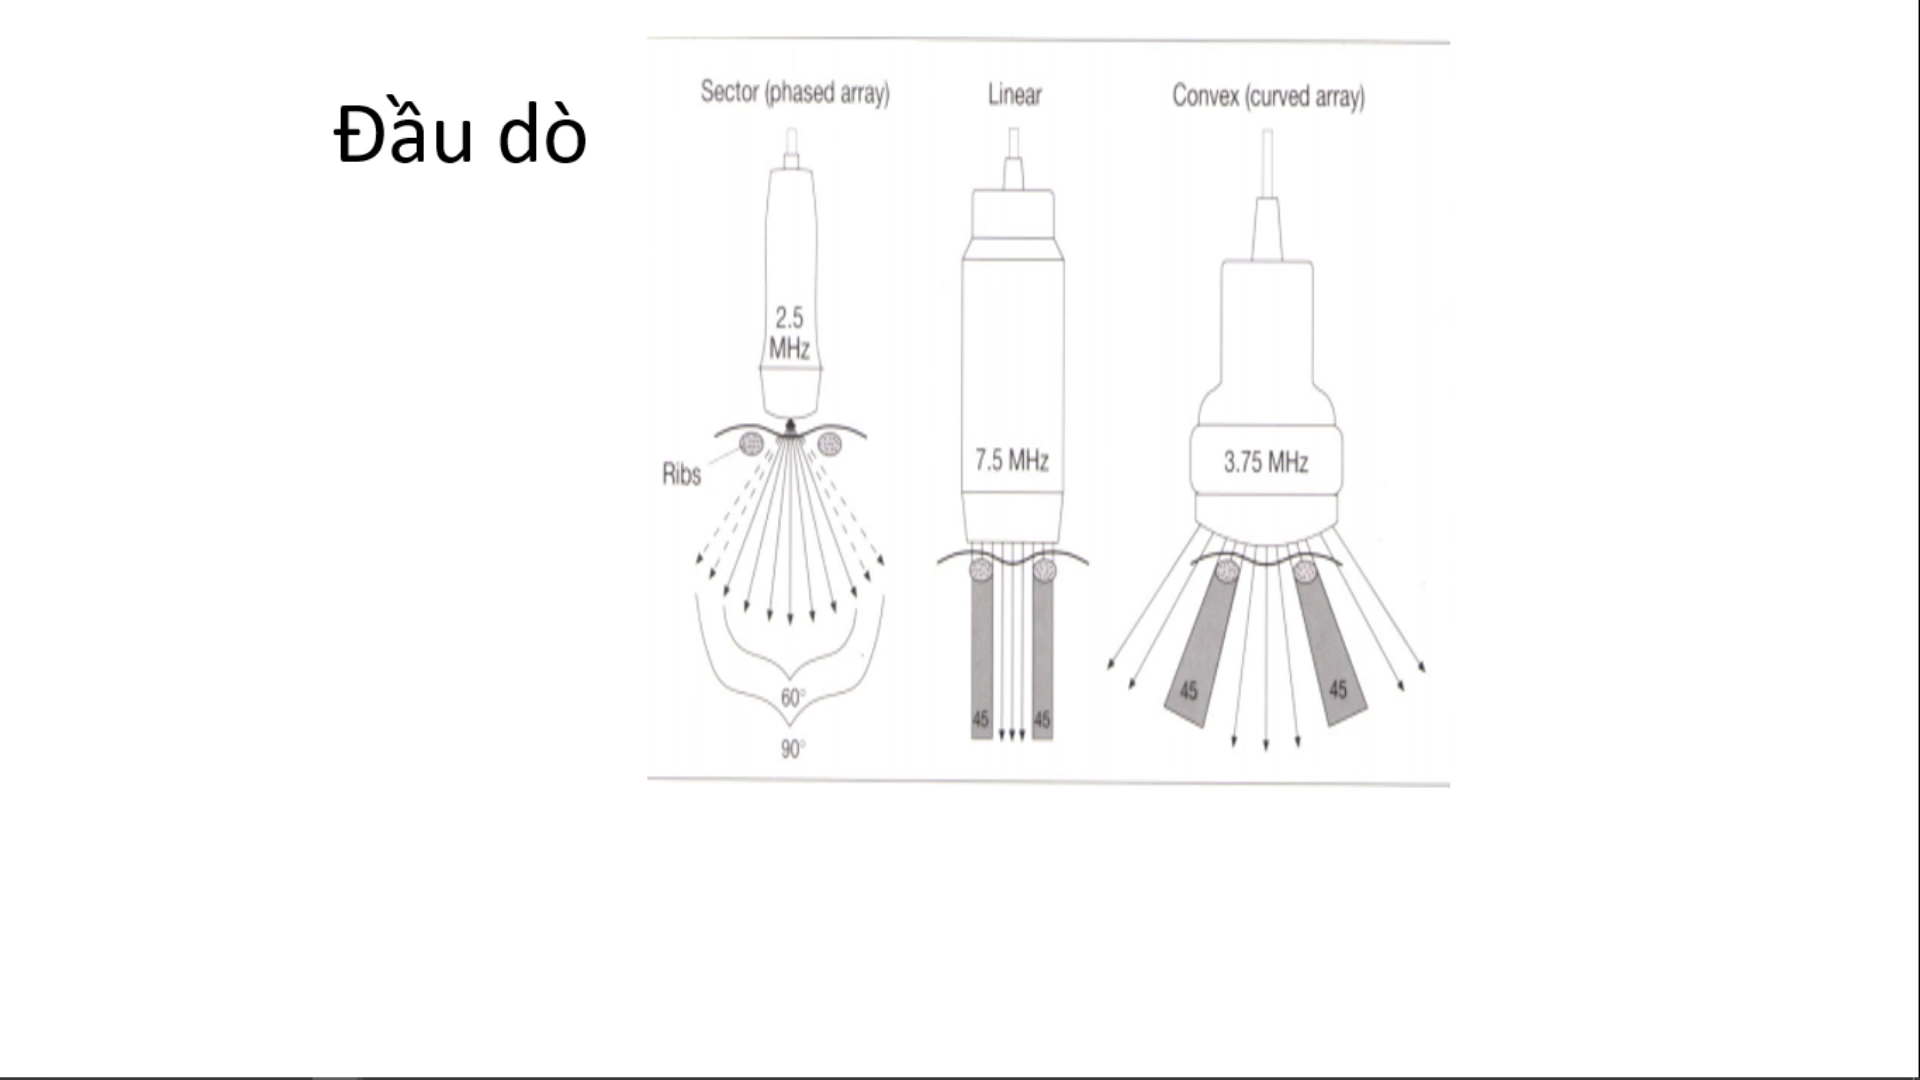 Đầu dò
Sector (phased array)
Linear
Convex (curved array)
2.5
MHz
7.5 MHz
3.75 MHz
Ribs
60°
90°
45
45
45
45